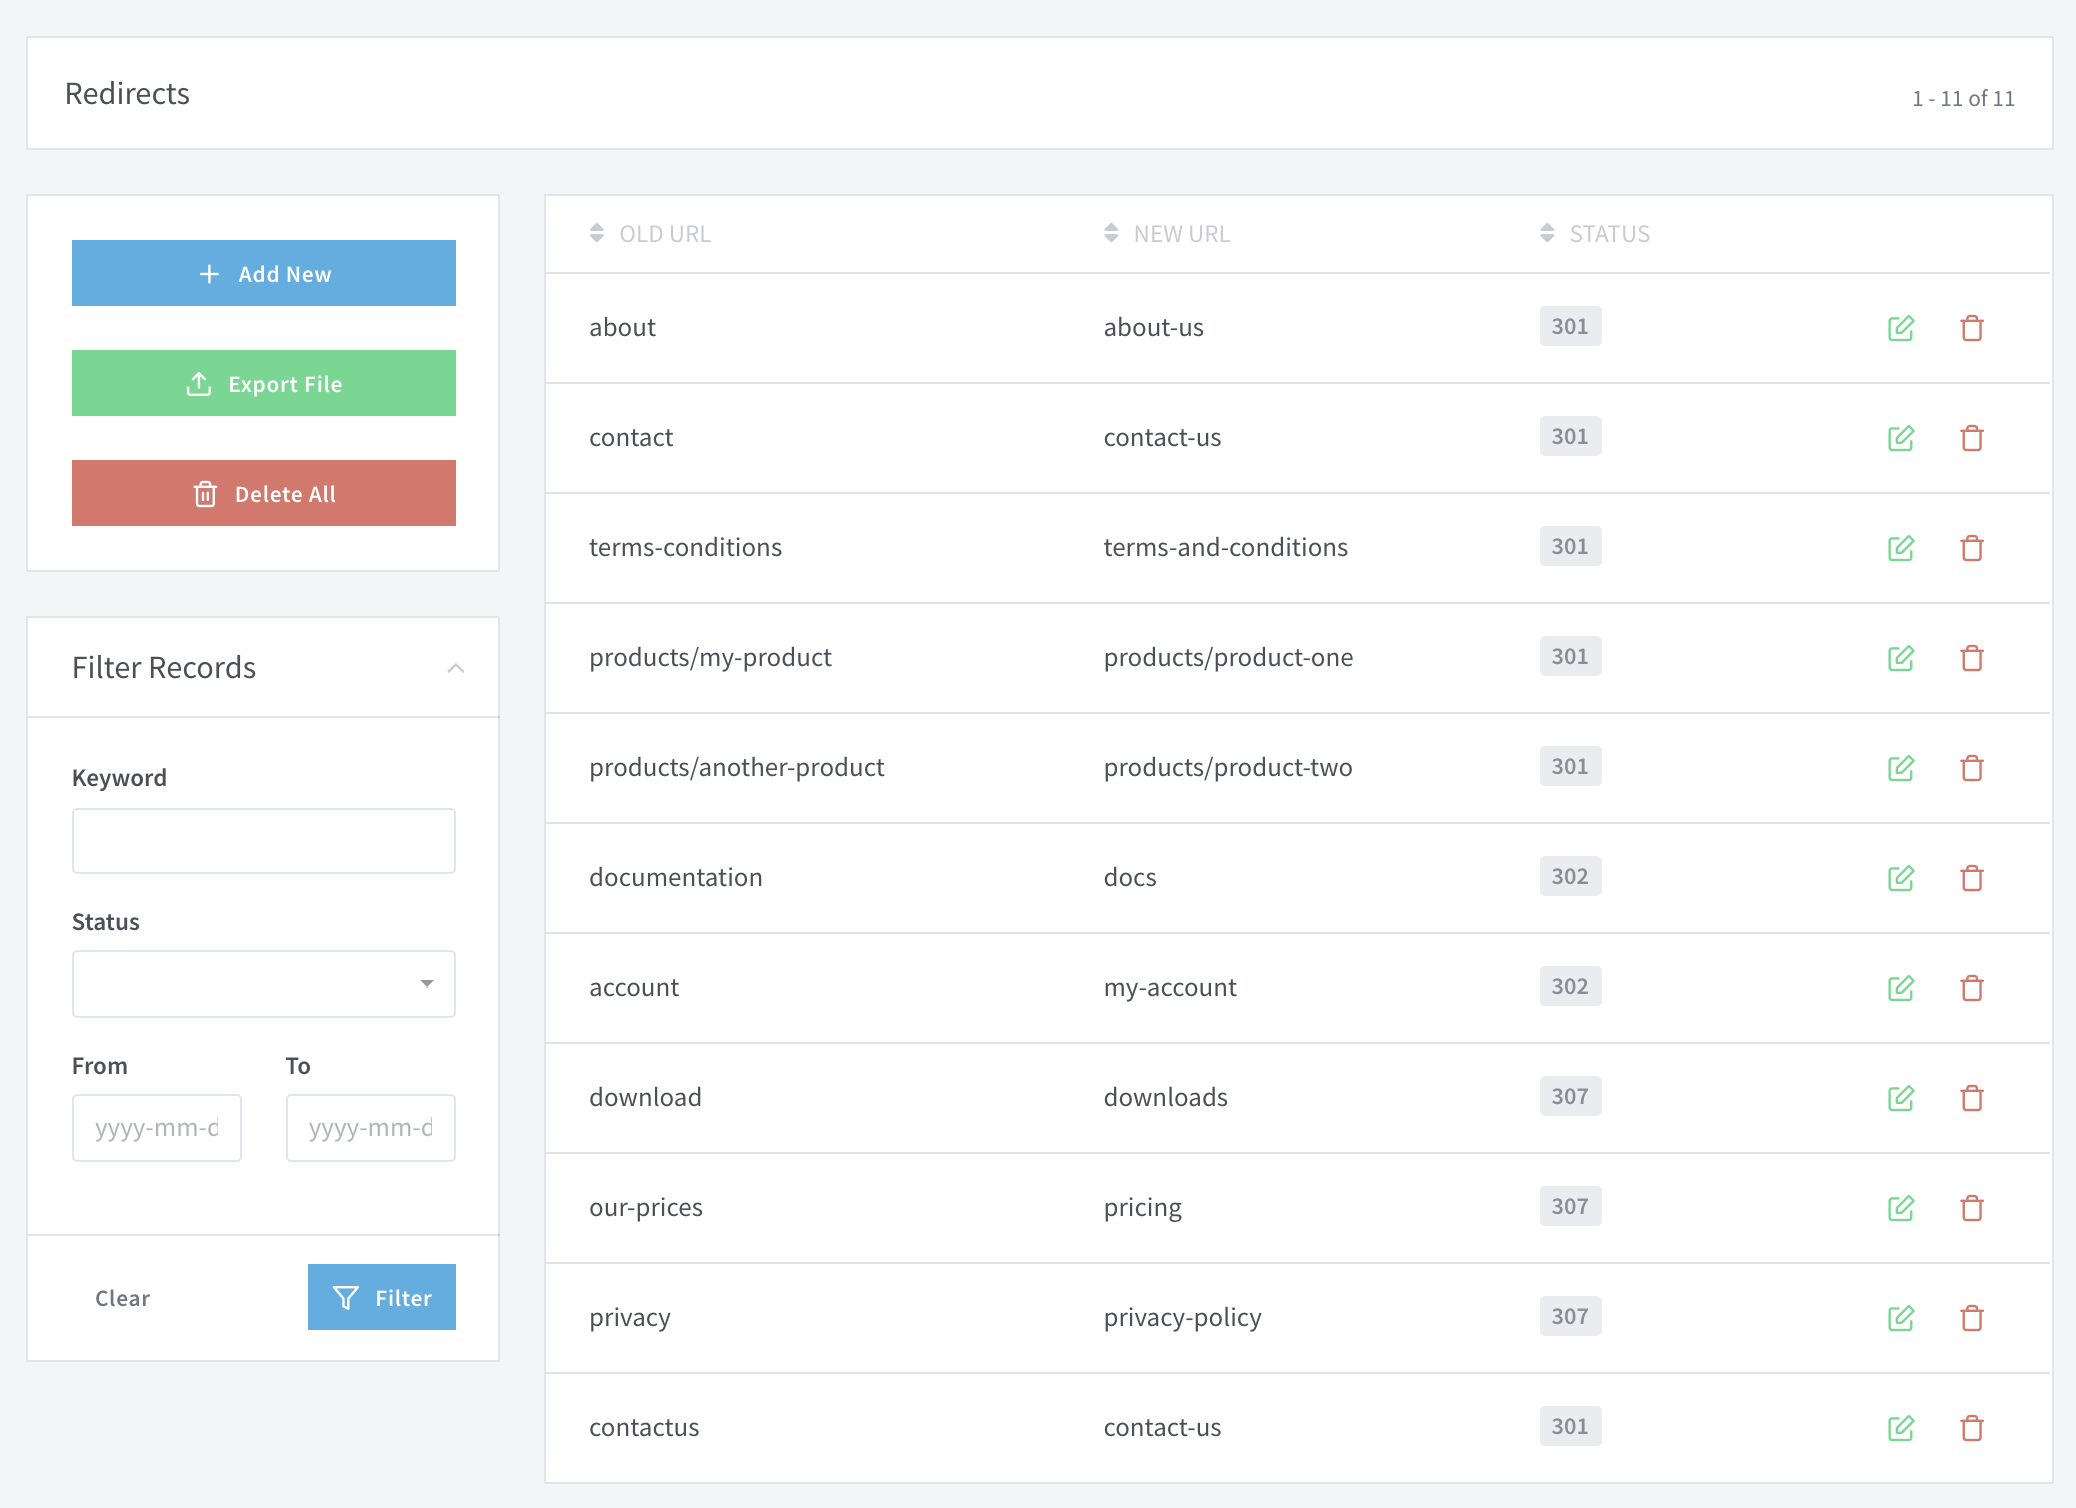 Redirects
1 - 11 of 11
Add New
Export File
Delete All
Filter Records
Keyword
Status
From To
yyyy-mm-d yyyy-mm-d
Clear Filter
OLD URL NEW URL STATUS
about about-us 301
contact contact-us 301
terms-conditions terms-and-conditions 301
products/my-product products/product-one 301
products/another-product products/product-two 301
documentation docs 302
account my-account 302
download downloads 307
our-prices pricing 307
privacy privacy-policy 307
contactus contact-us 301